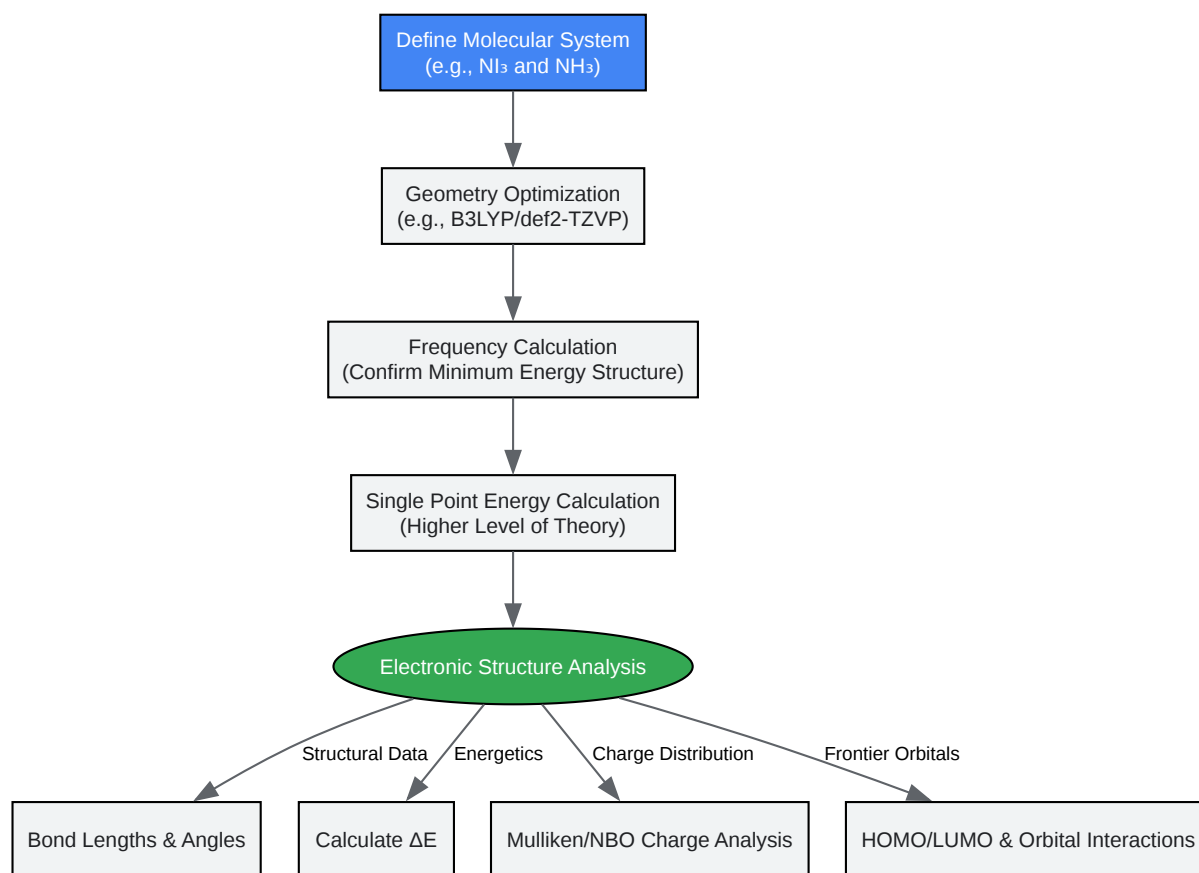 Define Molecular System
(e.g., NI₃ and NH₃)
Geometry Optimization
(e.g., B3LYP/def2-TZVP)
Frequency Calculation
(Confirm Minimum Energy Structure)
Single Point Energy Calculation
(Higher Level of Theory)
Electronic Structure Analysis
Structural Data
Energetics
Charge Distribution
Frontier Orbitals
Bond Lengths & Angles
Calculate ΔE
Mulliken/NBO Charge Analysis
HOMO/LUMO & Orbital Interactions